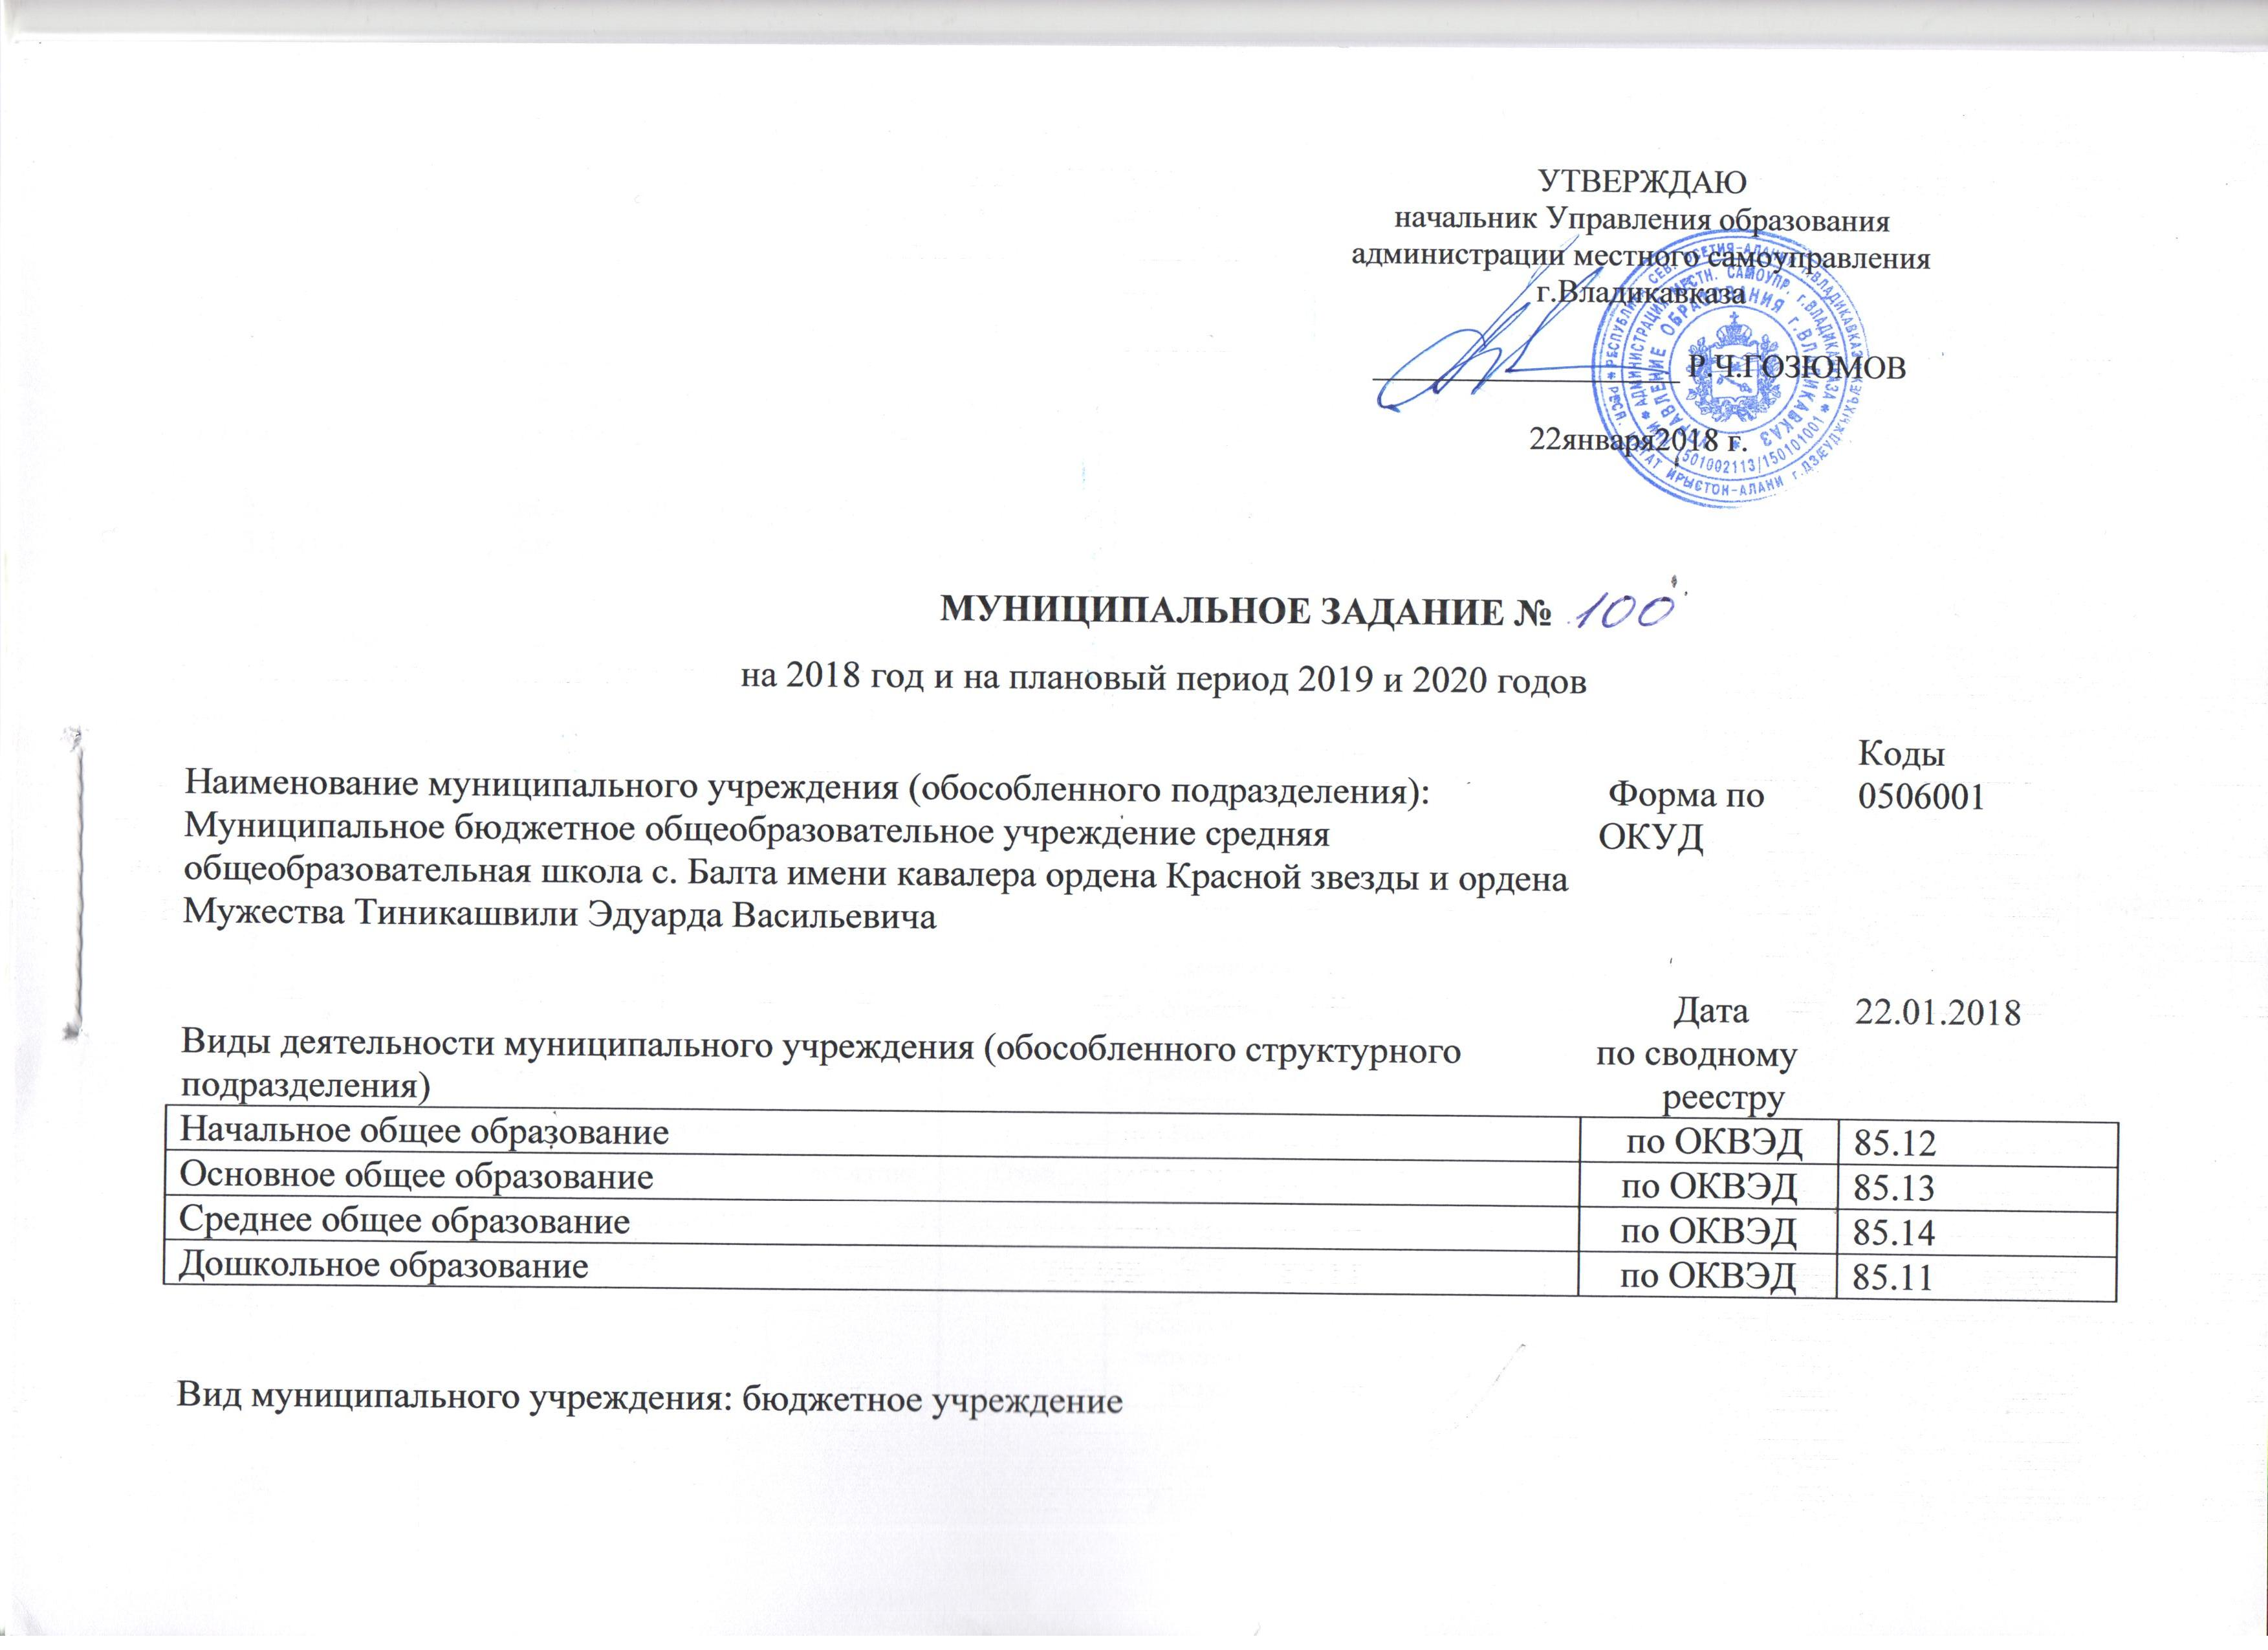 УТВЕРЖДАЮ
начальник Управления образования
администрации местного самоуправления
г.Владикавказа
Р.Ч.ГОЗЮМОВ
22января2018 г.
УПРАВЛЕНИЕ ОБРАЗОВАНИЯ г.ВЛАДИКАВКАЗ
МУНИЦИПАЛЬНОЕ ЗАДАНИЕ № 100
на 2018 год и на плановый период 2019 и 2020 годов
Коды
Наименование муниципального учреждения (обособленного подразделения): Форма по 0506001
Муниципальное бюджетное общеобразовательное учреждение средняя ОКУД
общеобразовательная школа с. Балта имени кавалера ордена Красной звезды и ордена
Мужества Тиникашвили Эдуарда Васильевича
Дата 22.01.2018
Виды деятельности муниципального учреждения (обособленного структурного по сводному
подразделения) реестру
Начальное общее образование по ОКВЭД 85.12
Основное общее образование по ОКВЭД 85.13
Среднее общее образование по ОКВЭД 85.14
Дошкольное образование по ОКВЭД 85.11
Вид муниципального учреждения: бюджетное учреждение